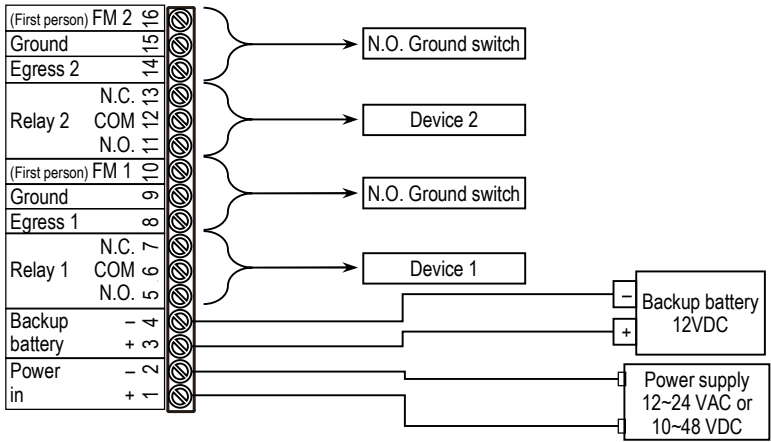 (First person) FM 2 16
Ground 15
Egress 2 14
N.O. Ground switch
N.C. 13
Relay 2 COM 12
N.O. 11
Device 2
(First person) FM 1 10
Ground 9
Egress 1 8
N.O. Ground switch
N.C. 7
Relay 1 COM 6
N.O. 5
Device 1
Backup – 4
battery + 3
Power – 2
in + 1
– Backup battery
+ 12VDC
Power supply
12~24 VAC or
10~48 VDC